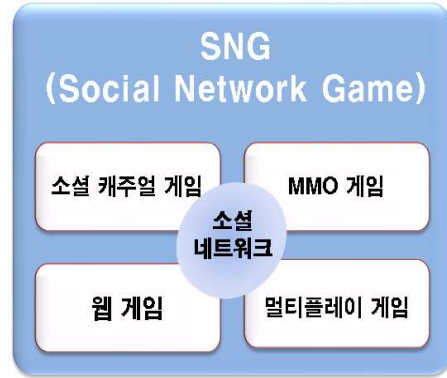 SNG
(Social Network Game)
소셜 캐주얼 게임
MMO 게임
소셜
네트워크
웹 게임
멀티플레이 게임